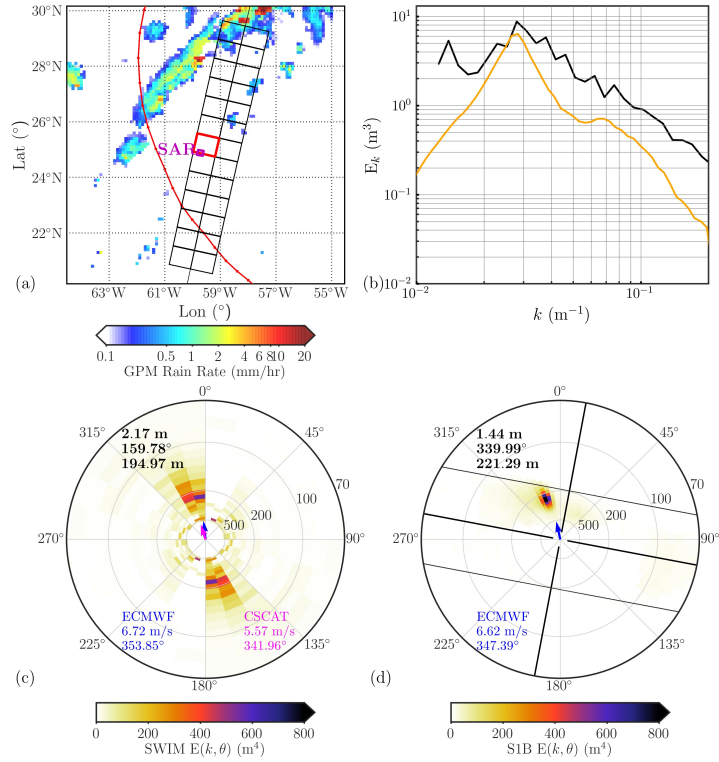 30°N
28°N
26°N
24°N
22°N
Lat (°)
SAR
(a)
63°W 61°W 59°W 57°W 55°W
Lon (°)
0.1 0.5 1 2 4 6 8 10 20
GPM Rain Rate (mm/hr)
10^1
10^0
10^-1
10^-2
E_k (m^3)
(b)
10^-2 10^-1
k (m^-1)
0°
315° 45°
2.17 m
159.78°
194.97 m
70
100
200
500
270° 90°
ECMWF
6.72 m/s
353.85°
CSCAT
5.57 m/s
341.96°
225° 135°
180°
(c)
0 200 400 600 800
SWIM E(k, θ) (m^4)
0°
315° 45°
1.44 m
339.99°
221.29 m
70
100
200
500
270° 90°
ECMWF
6.62 m/s
347.39°
225° 135°
180°
(d)
0 200 400 600 800
S1B E(k, θ) (m^4)